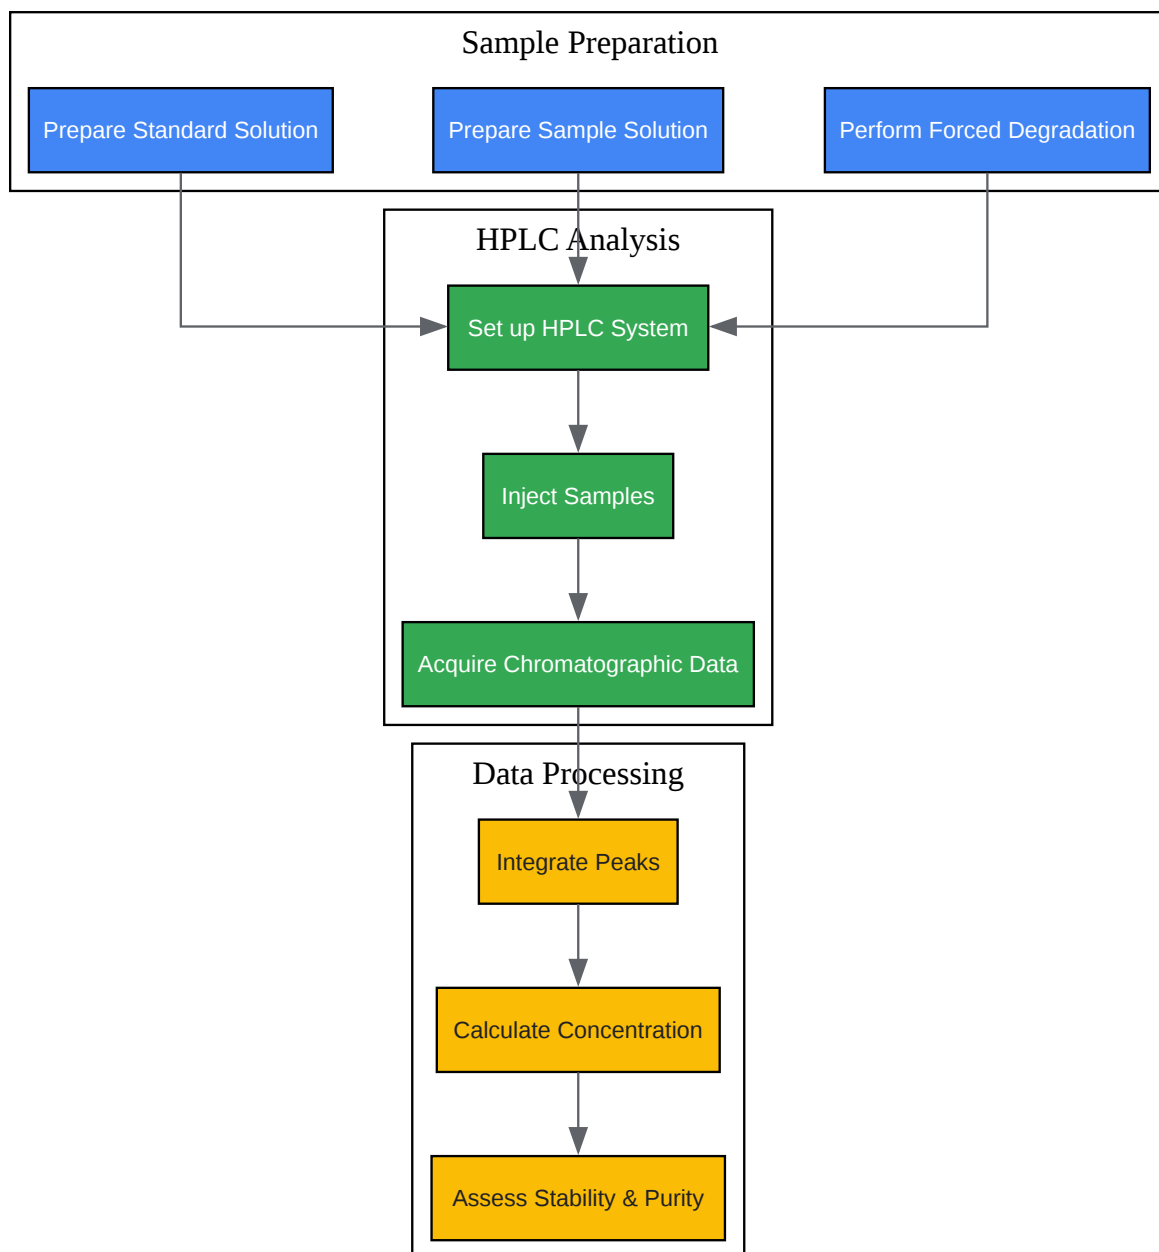 Sample Preparation
Prepare Standard Solution
Prepare Sample Solution
Perform Forced Degradation
HPLC Analysis
Set up HPLC System
Inject Samples
Acquire Chromatographic Data
Data Processing
Integrate Peaks
Calculate Concentration
Assess Stability & Purity